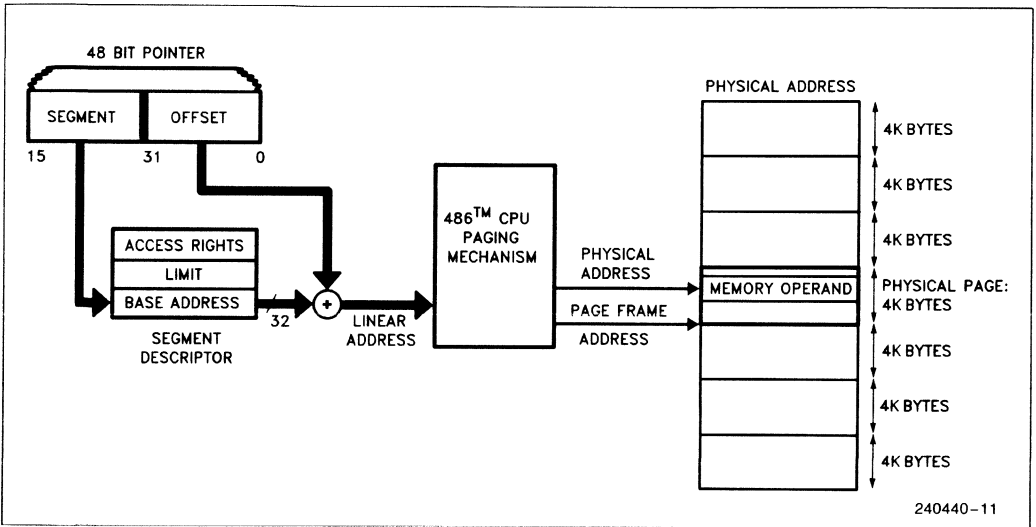 48 BIT POINTER
SEGMENT
OFFSET
15
31
0
ACCESS RIGHTS
LIMIT
BASE ADDRESS
SEGMENT
DESCRIPTOR
32
+
LINEAR
ADDRESS
486™ CPU
PAGING
MECHANISM
PHYSICAL
ADDRESS
PAGE FRAME
ADDRESS
PHYSICAL ADDRESS
4K BYTES
4K BYTES
4K BYTES
MEMORY OPERAND
PHYSICAL PAGE:
4K BYTES
4K BYTES
4K BYTES
4K BYTES
240440-11